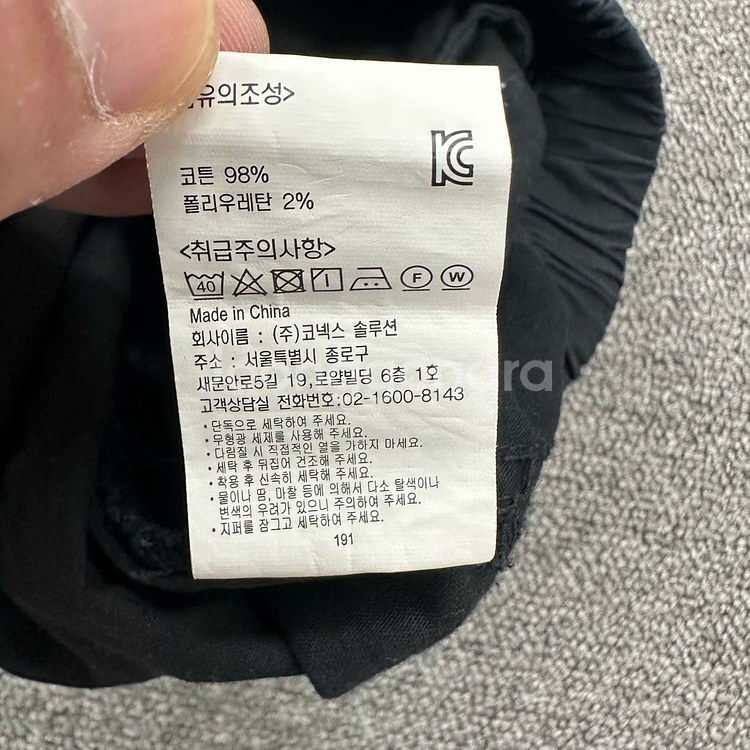 유의조성>
KC
코튼 98%
폴리우레탄 2%
<취급주의사항>
40 F W
Made in China
회사이름 : (주)코넥스 솔루션
주소 : 서울특별시 종로구
새문안로5길 19,로얄빌딩 6층 1호
고객상담실 전화번호:02-1600-8143
· 단독으로 세탁하여 주세요.
· 무형광 세제를 사용해 주세요.
· 다림질 시 직접적인 열을 가하지 마세요.
· 세탁 후 뒤집어 건조해 주세요.
· 착용 후 신속히 세탁해 주세요.
· 물이나 땀, 마찰 등에 의해서 다소 탈색이나
변색의 우려가 있으니 주의하여 주세요.
· 지퍼를 잠그고 세탁하여 주세요.
191